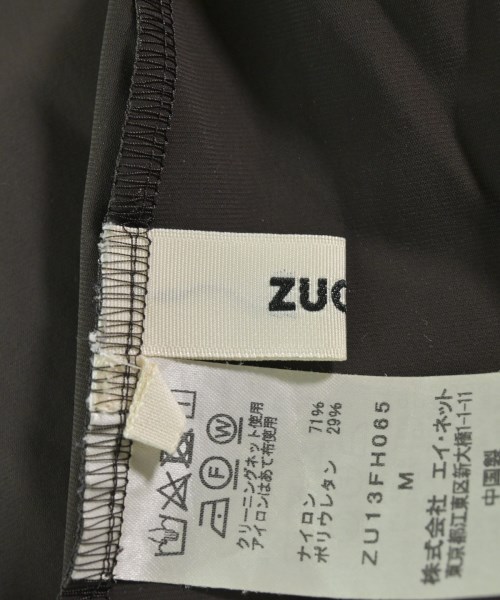 ZUC
F W
クリーニングネット使用
アイロンはあて布使用
ナイロン 71%
ポリウレタン 29%
ZU13FH065
M
株式会社 エイ・ネット
東京都江東区新大橋1-1-11
中国製